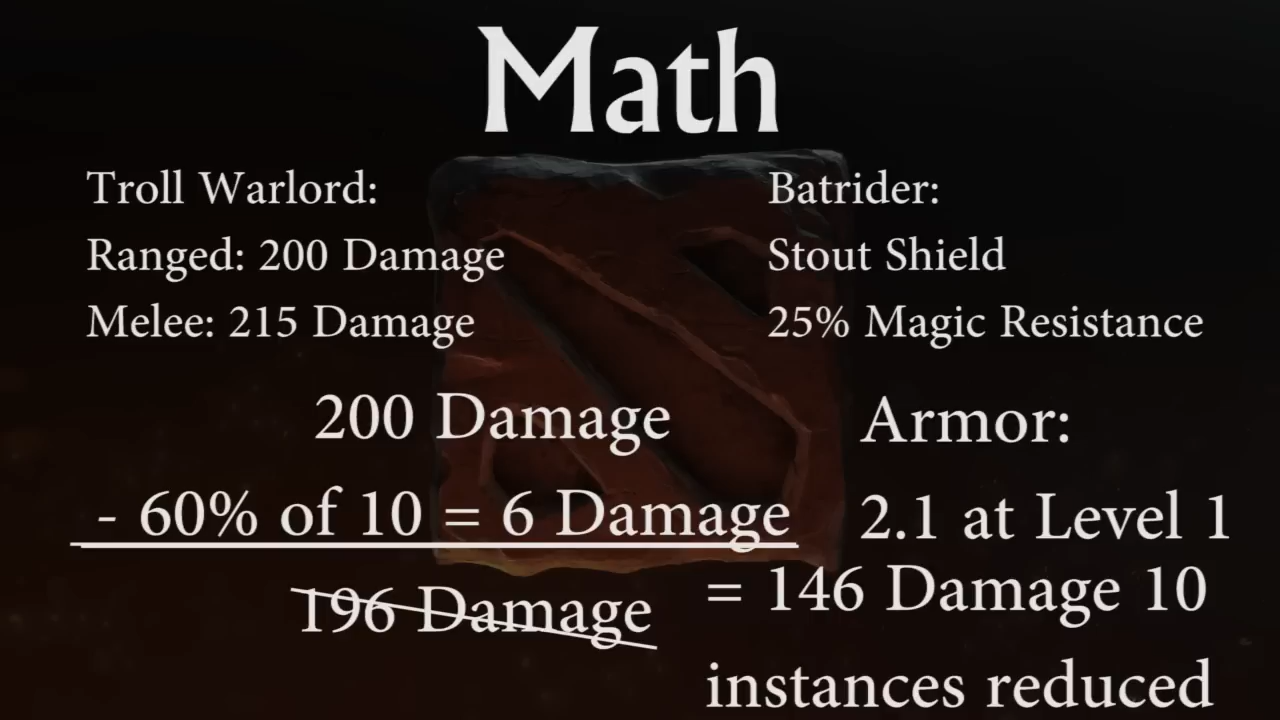 Math
Troll Warlord:
Ranged: 200 Damage
Melee: 215 Damage
Batrider:
Stout Shield
25% Magic Resistance
200 Damage
- 60% of 10 = 6 Damage
196 Damage
Armor:
2.1 at Level 1
= 146 Damage 10
instances reduced